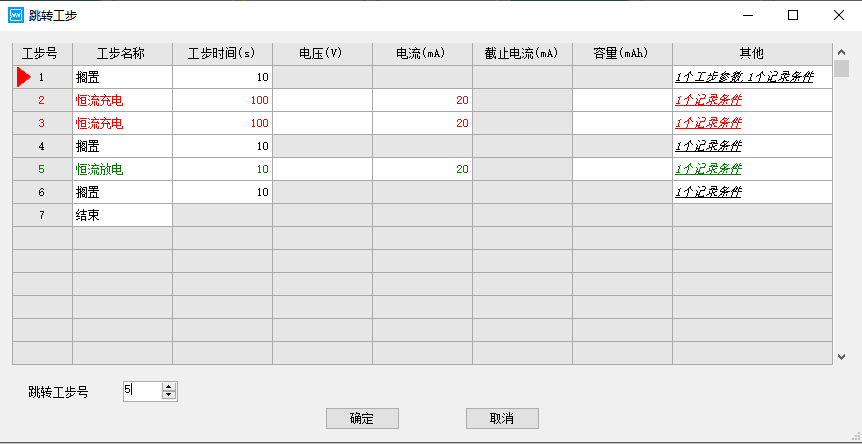 跳转工步
工步号 工步名称 工步时间(s) 电压(V) 电流(mA) 截止电流(mA) 容量(mAh) 其他
1 搁置 10 1个工步参数,1个记录条件
2 恒流充电 100 20 1个记录条件
3 恒流充电 100 20 1个记录条件
4 搁置 10 1个记录条件
5 恒流放电 10 20 1个记录条件
6 搁置 10 1个记录条件
7 结束
跳转工步号 5
确定 取消